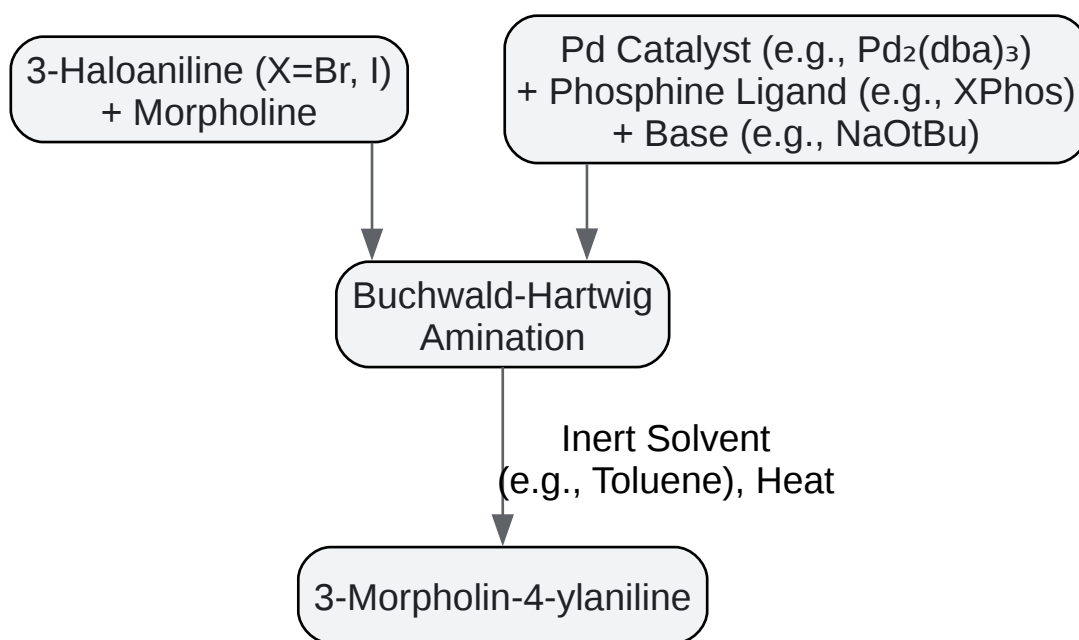 3-Haloaniline (X=Br, I)
+ Morpholine
Pd Catalyst (e.g., Pd₂(dba)₃)
+ Phosphine Ligand (e.g., XPhos)
+ Base (e.g., NaOtBu)
Buchwald-Hartwig
Amination
Inert Solvent
(e.g., Toluene), Heat
3-Morpholin-4-ylaniline